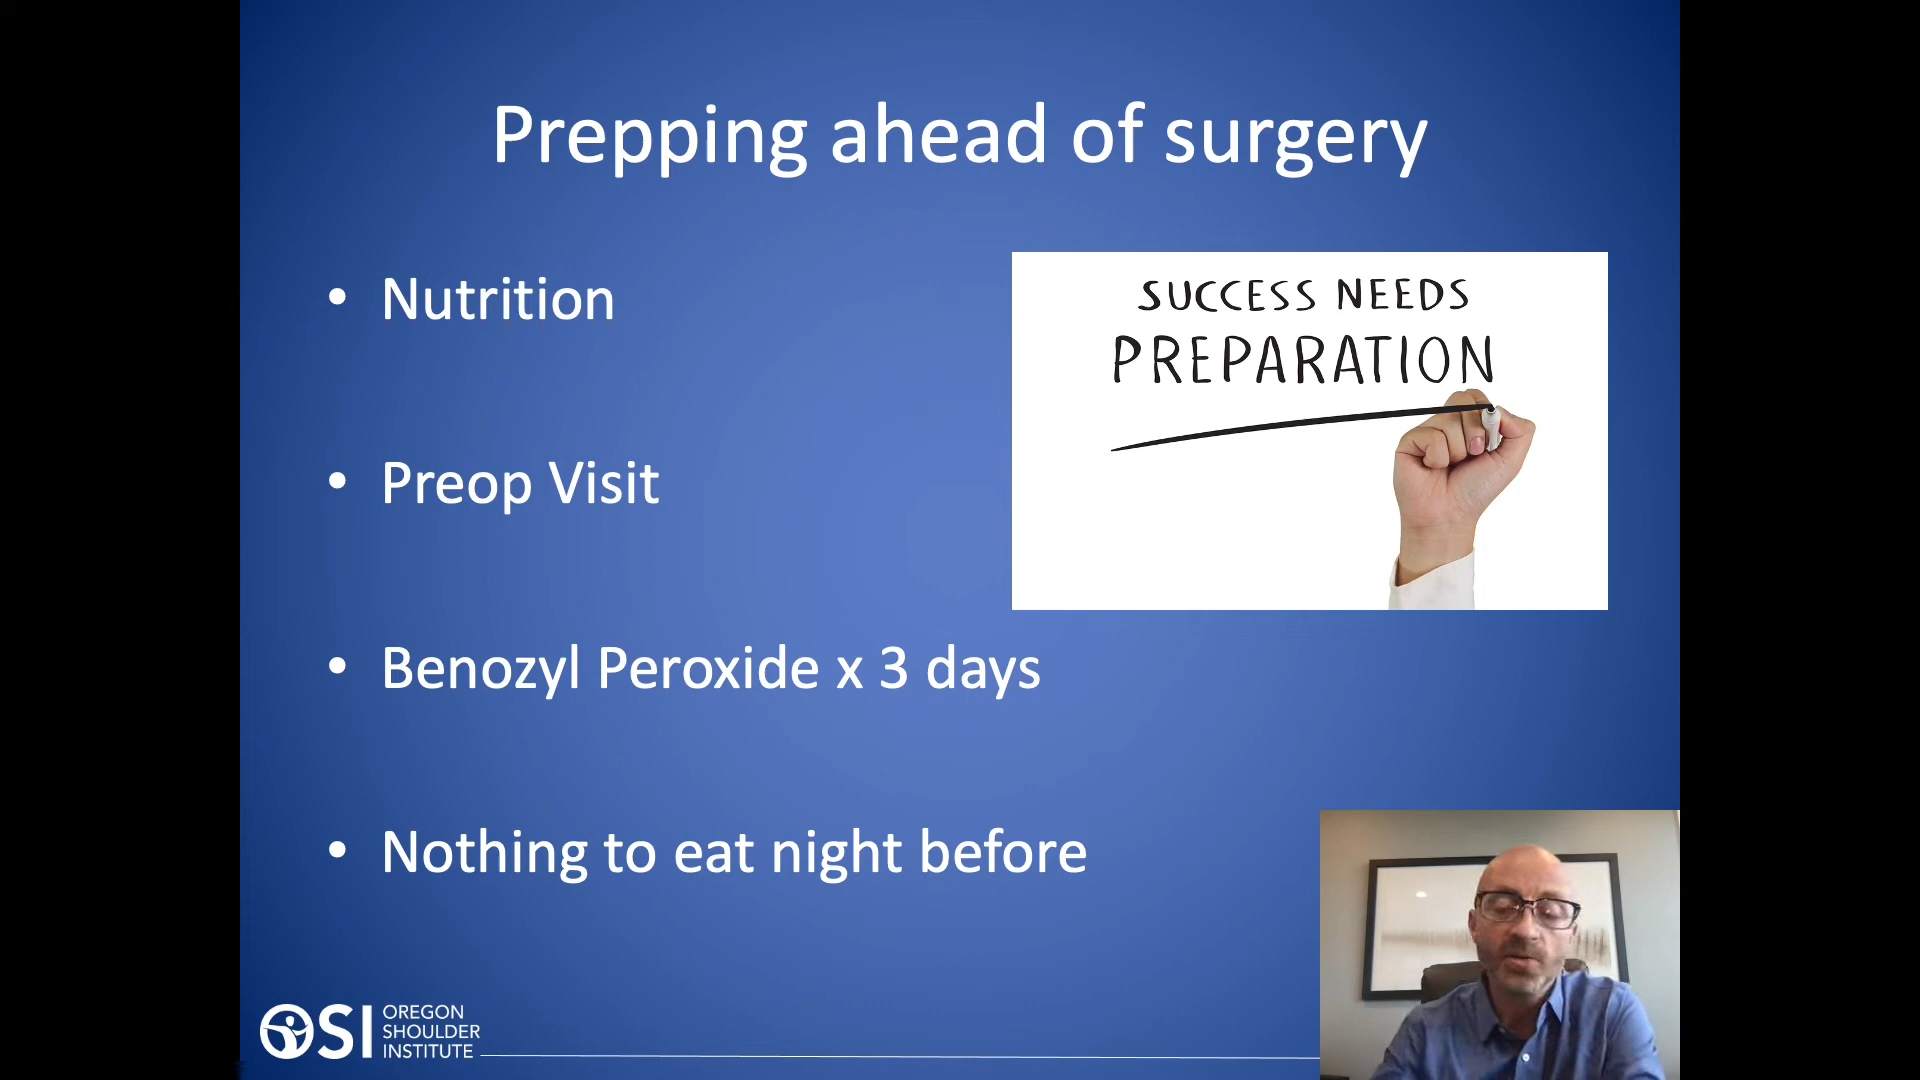 Prepping ahead of surgery
• Nutrition
SUCCESS NEEDS
PREPARATION
• Preop Visit
• Benozyl Peroxide x 3 days
• Nothing to eat night before
OSI
OREGON
SHOULDER
INSTITUTE